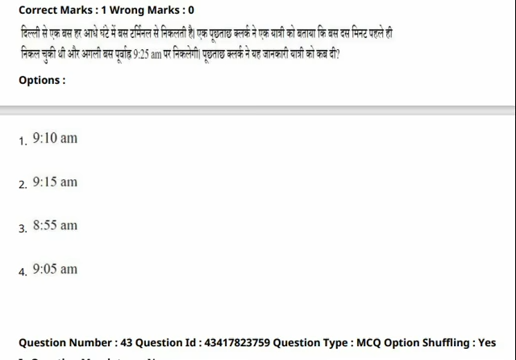 Correct Marks : 1 Wrong Marks : 0
दिल्ली से एक बस हर आधे घंटे में बस टर्मिनल से निकलती है। एक पूछताछ क्लर्क ने एक यात्री को बताया कि बस दस मिनट पहले ही
निकल चुकी थी और अगली बस पूर्वाह्न 9:25 am पर निकलेगी। पूछताछ क्लर्क ने यह जानकारी यात्री को कब दी?
Options :
1. 9:10 am
2. 9:15 am
3. 8:55 am
4. 9:05 am
Question Number : 43 Question Id : 43417823759 Question Type : MCQ Option Shuffling : Yes